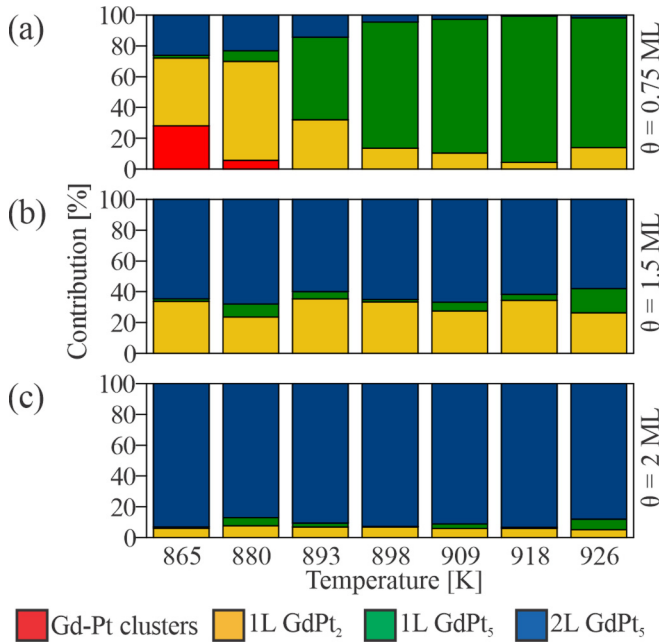 (a)
100
80
60
40
20
0
θ = 0.75 ML
(b)
100
80
60
40
20
0
θ = 1.5 ML
Contribution [%]
(c)
100
80
60
40
20
0
θ = 2 ML
865 880 893 898 909 918 926
Temperature [K]
Gd-Pt clusters 1L GdPt₂ 1L GdPt₅ 2L GdPt₅